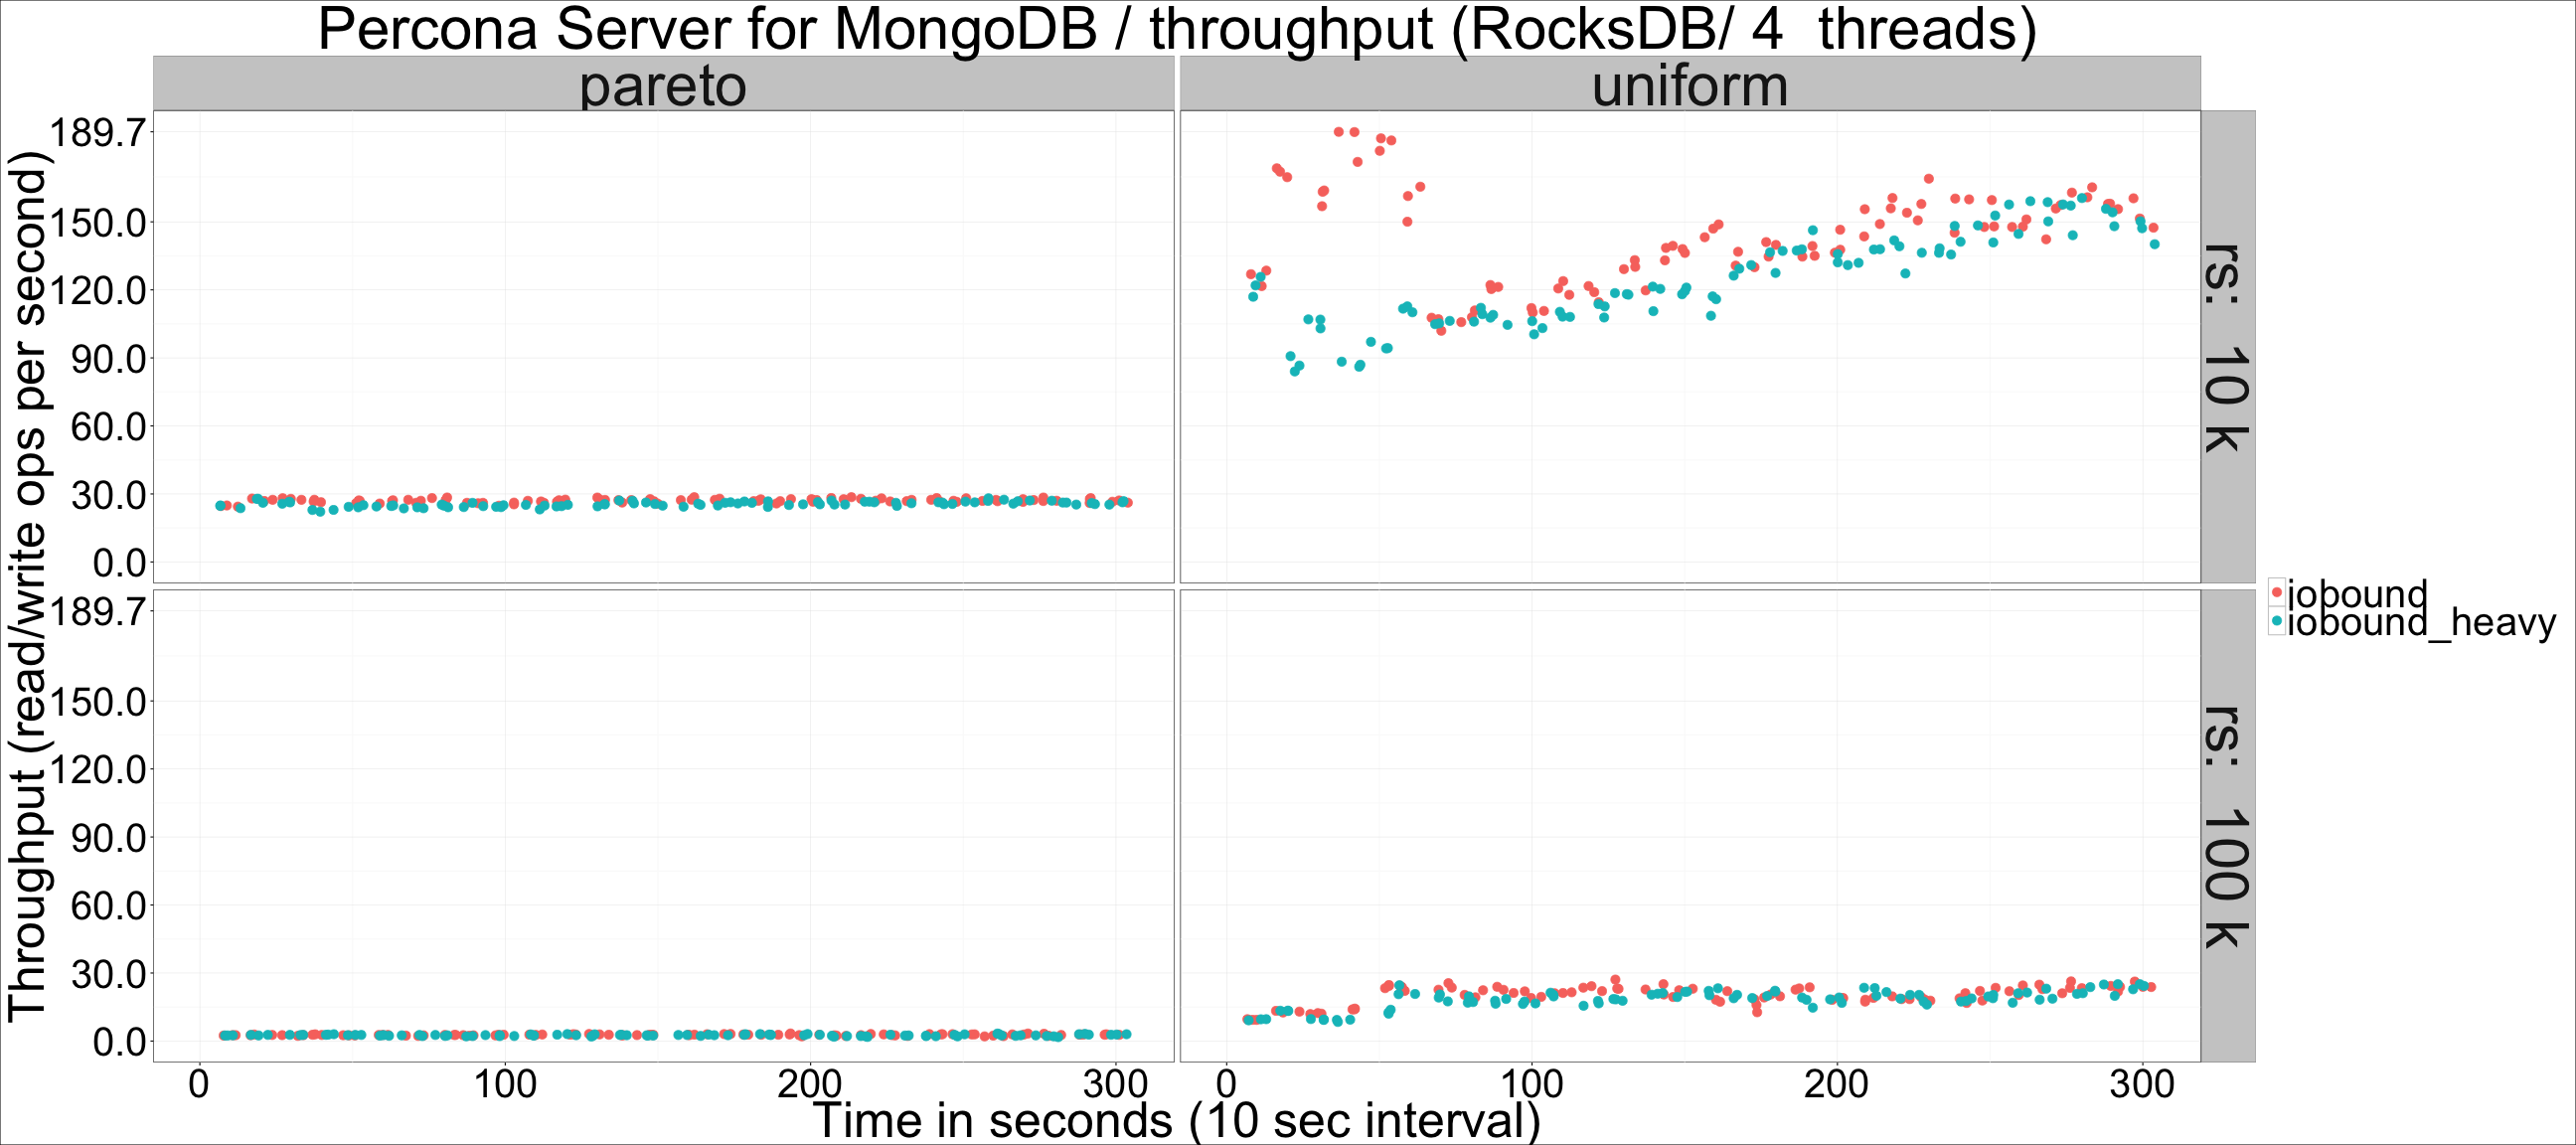 Percona Server for MongoDB / throughput (RocksDB/ 4  threads)
pareto
uniform
Throughput (read/write ops per second)
189.7
150.0
120.0
90.0
60.0
30.0
0.0
rs:  10 k
189.7
150.0
120.0
90.0
60.0
30.0
0.0
rs:  100 k
iobound
iobound_heavy
0 100 200 300
0 100 200 300
Time in seconds (10 sec interval)